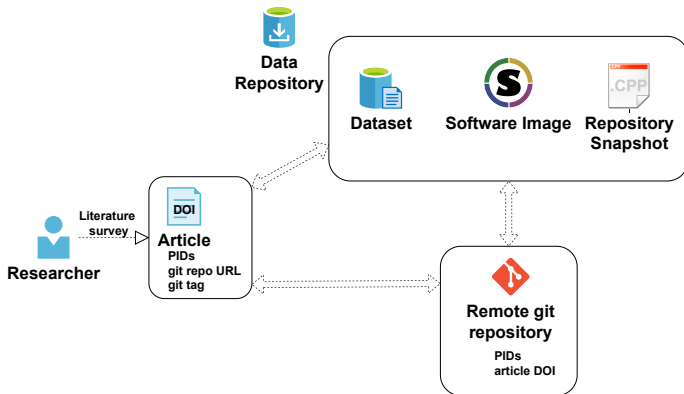 Data
Repository
CPP
.CPP
Dataset
Software Image
Repository
Snapshot
S
DOI
Literature
survey
Article
PIDs
git repo URL
git tag
Researcher
Remote git
repository
PIDs
article DOI